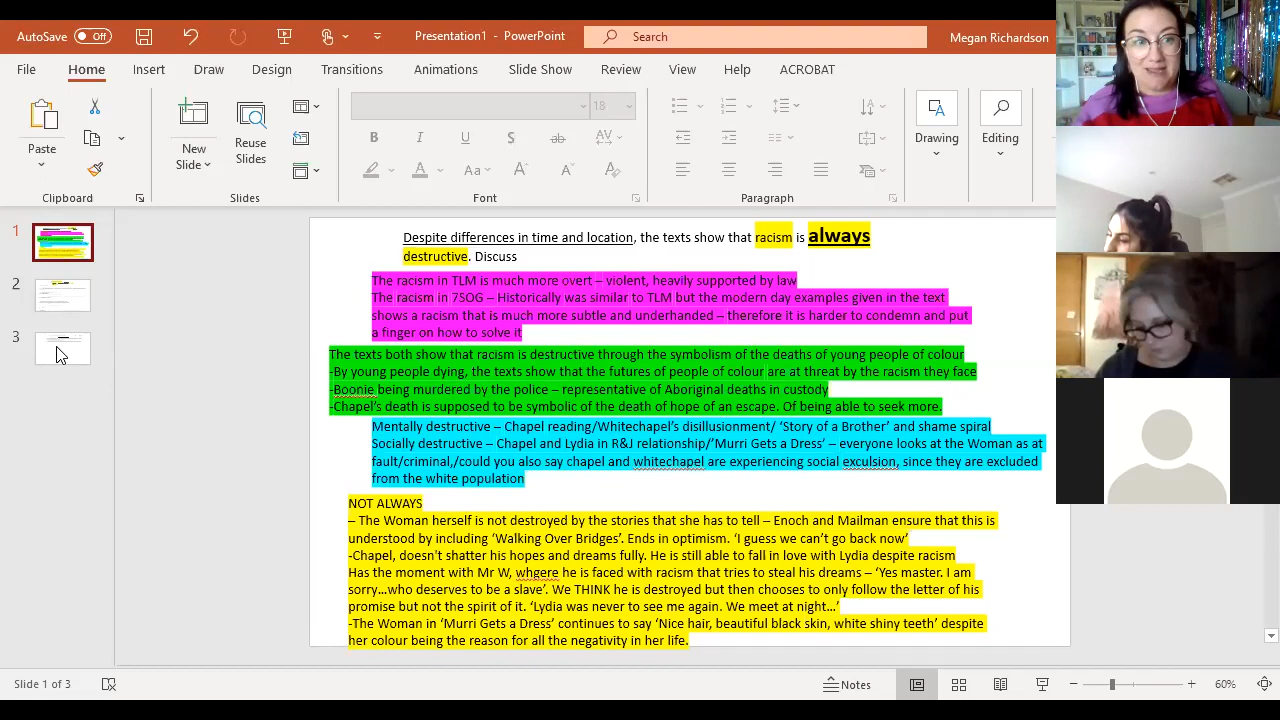 AutoSave Off Presentation1 - PowerPoint Search Megan Richardson
File Home Insert Draw Design Transitions Animations Slide Show Review View Help ACROBAT
18
Paste New Slide Reuse Slides Drawing Editing
Clipboard Slides Font Paragraph
1
2
3
Despite differences in time and location, the texts show that racism is always
destructive. Discuss
The racism in TLM is much more overt – violent, heavily supported by law
The racism in 7SOG – Historically was similar to TLM but the modern day examples given in the text
shows a racism that is much more subtle and underhanded – therefore it is harder to condemn and put
a finger on how to solve it
The texts both show that racism is destructive through the symbolism of the deaths of young people of colour
-By young people dying, the texts show that the futures of people of colour are at threat by the racism they face
-Boonie being murdered by the police – representative of Aboriginal deaths in custody
-Chapel's death is supposed to be symbolic of the death of hope of an escape. Of being able to seek more.
Mentally destructive – Chapel reading/Whitechapel's disillusionment/ 'Story of a Brother' and shame spiral
Socially destructive – Chapel and Lydia in R&J relationship/'Murri Gets a Dress' – everyone looks at the Woman as at
fault/criminal,/could you also say chapel and whitechapel are experiencing social exculsion, since they are excluded
from the white population
NOT ALWAYS
– The Woman herself is not destroyed by the stories that she has to tell – Enoch and Mailman ensure that this is
understood by including 'Walking Over Bridges'. Ends in optimism. 'I guess we can't go back now'
-Chapel, doesn't shatter his hopes and dreams fully. He is still able to fall in love with Lydia despite racism
Has the moment with Mr W, whgere he is faced with racism that tries to steal his dreams – 'Yes master. I am
sorry…who deserves to be a slave'. We THINK he is destroyed but then chooses to only follow the letter of his
promise but not the spirit of it. 'Lydia was never to see me again. We meet at night…'
-The Woman in 'Murri Gets a Dress' continues to say 'Nice hair, beautiful black skin, white shiny teeth' despite
her colour being the reason for all the negativity in her life.
Slide 1 of 3 Notes 60%